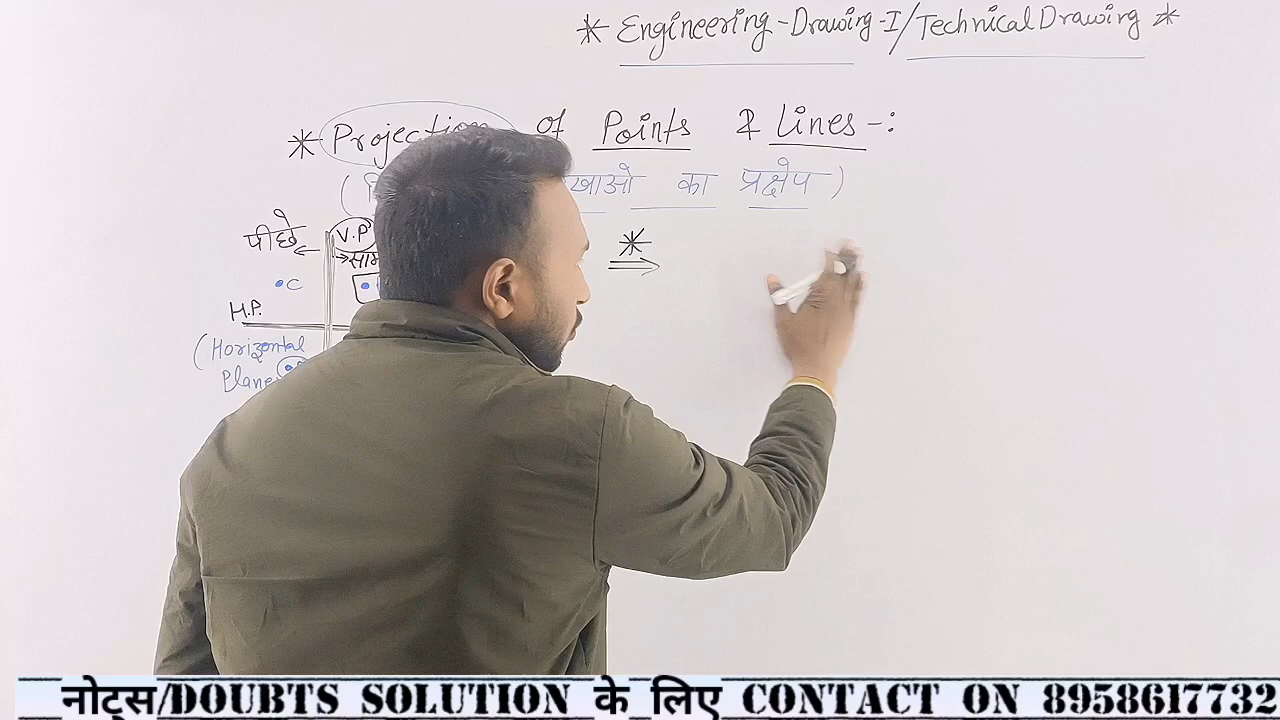 * Engineering-Drawing-I/Technical Drawing *
* Projection of Points & Lines -:
का प्रक्षेप )
पीछे ← V.P
•C
H.P.
(Horizontal
Plane
नोट्स/DOUBTS SOLUTION के लिए CONTACT ON 8958617732